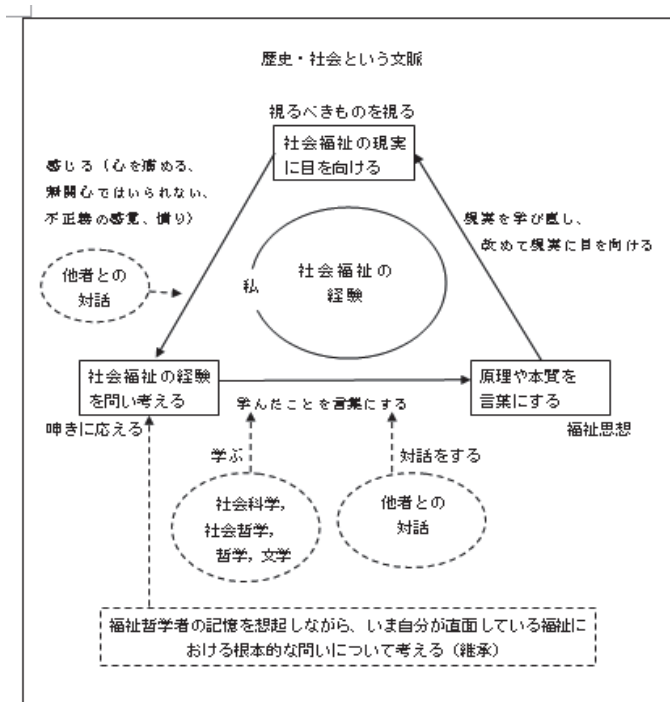 歴史・社会という文脈
視るべきものを視る
社会福祉の現実
に目を向ける
感じる（心を痛める、
無関心ではいられない、
不正義の感覚、憤り）
現実を学び直し、
改めて現実に目を向ける
他者との
対話
私
社会福祉の
経験
社会福祉の経験
を問い考える
原理や本質を
言葉にする
学んだことを言葉にする
呻きに応える
福祉思想
学ぶ
対話をする
社会科学，
社会哲学，
哲学，文学
他者との
対話
福祉哲学者の記憶を想起しながら、いま自分が直面している福祉に
おける根本的な問いについて考える（継承）